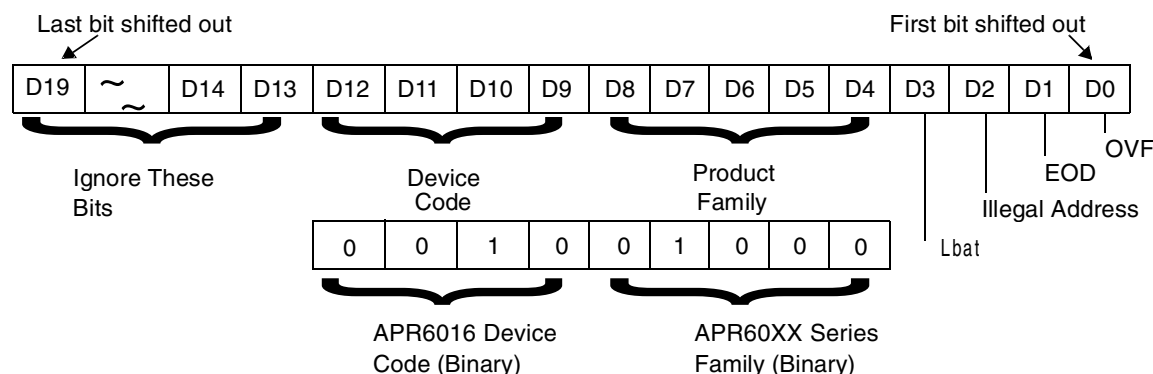 Last bit shifted out
First bit shifted out
D19 ~ ~ D14 D13 D12 D11 D10 D9 D8 D7 D6 D5 D4 D3 D2 D1 D0
OVF
EOD
Illegal Address
Lbat
Ignore These
Bits
Device
Code
Product
Family
0 0 1 0 0 1 0 0 0
APR6016 Device
Code (Binary)
APR60XX Series
Family (Binary)